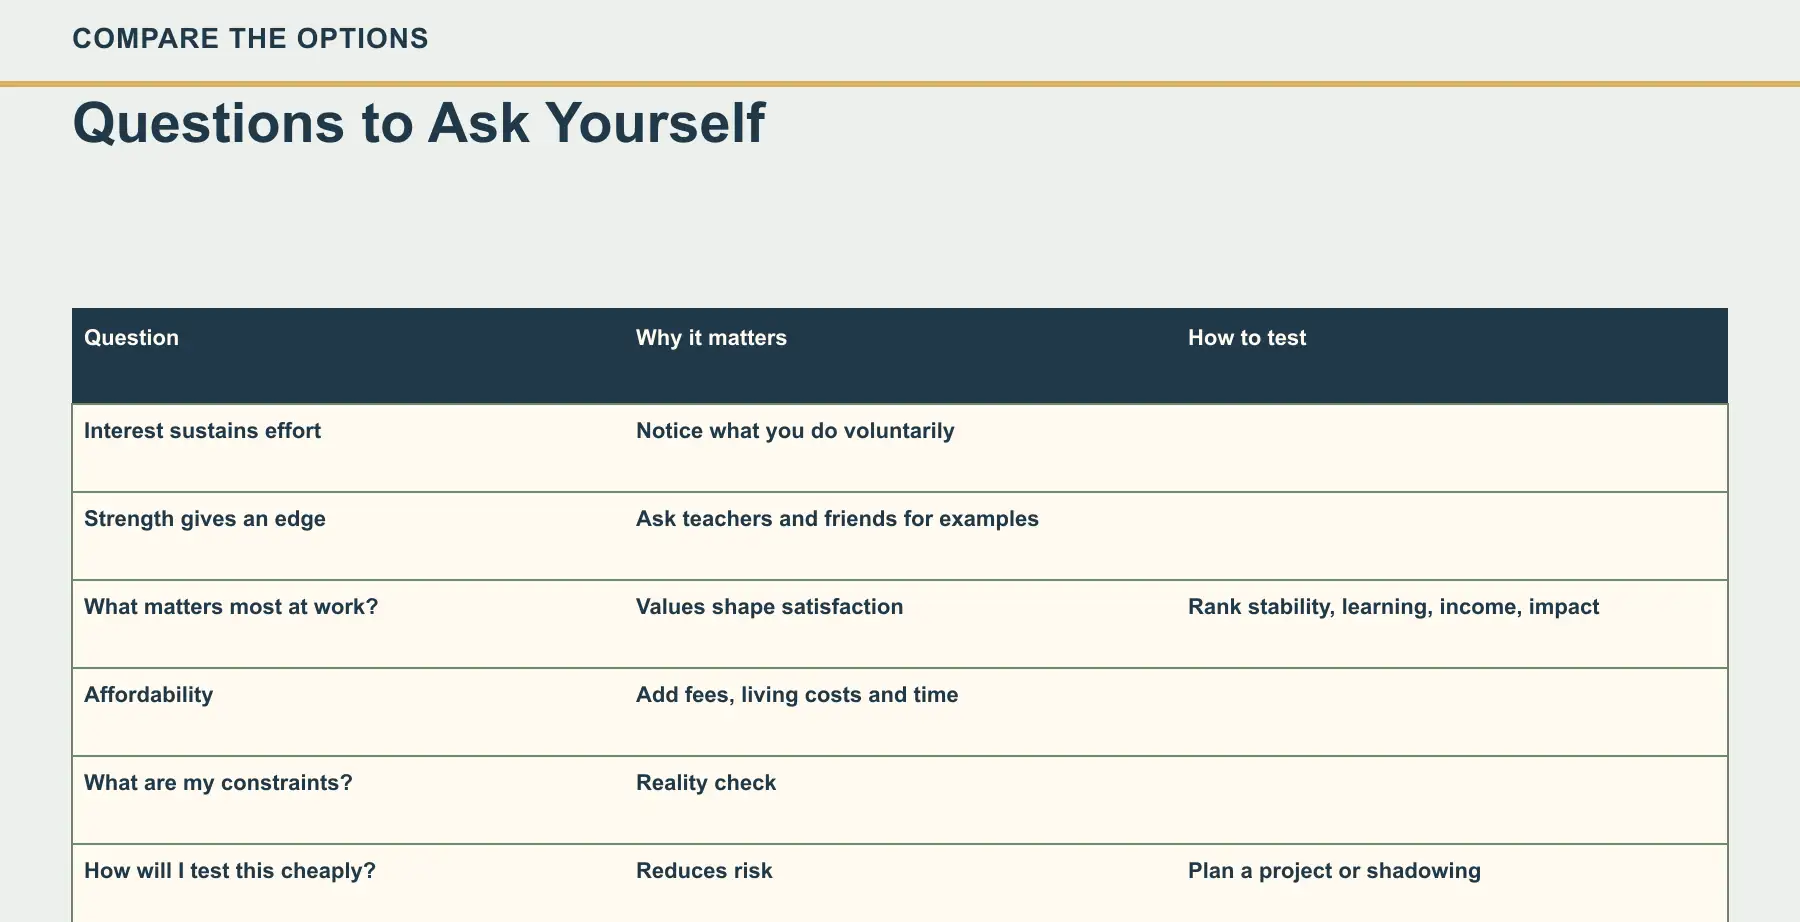 COMPARE THE OPTIONS
Questions to Ask Yourself
Question Why it matters How to test
Interest sustains effort Notice what you do voluntarily
Strength gives an edge Ask teachers and friends for examples
What matters most at work? Values shape satisfaction Rank stability, learning, income, impact
Affordability Add fees, living costs and time
What are my constraints? Reality check
How will I test this cheaply? Reduces risk Plan a project or shadowing